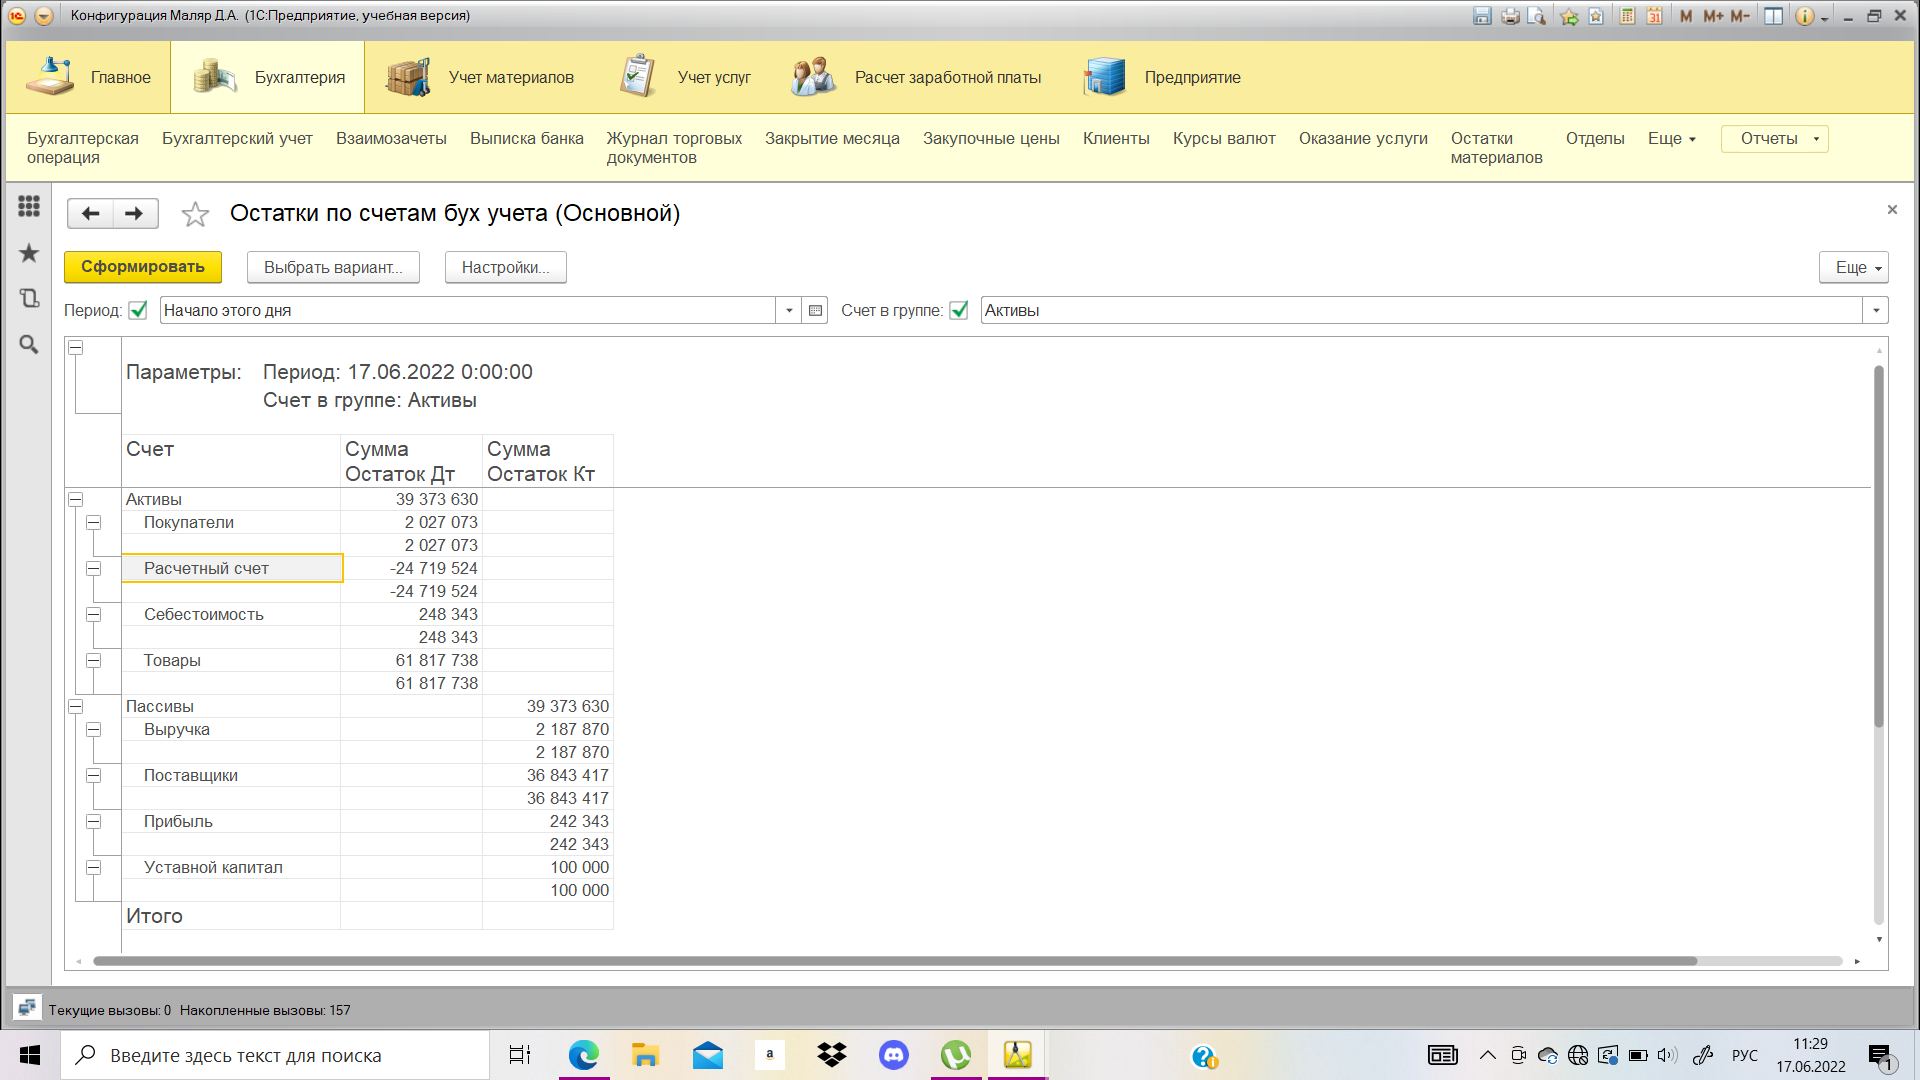 Конфигурация Маляр Д.А. (1С:Предприятие, учебная версия)
31 M M+ M-
Главное Бухгалтерия Учет материалов Учет услуг Расчет заработной платы Предприятие
Бухгалтерская операция Бухгалтерский учет Взаимозачеты Выписка банка Журнал торговых документов Закрытие месяца Закупочные цены Клиенты Курсы валют Оказание услуги Остатки материалов Отделы Еще Отчеты
Остатки по счетам бух учета (Основной)
Сформировать Выбрать вариант... Настройки... Еще
Период: Начало этого дня Счет в группе: Активы
Параметры: Период: 17.06.2022 0:00:00
Счет в группе: Активы
Счет Сумма Остаток Дт Сумма Остаток Кт
Активы 39 373 630
Покупатели 2 027 073
2 027 073
Расчетный счет -24 719 524
-24 719 524
Себестоимость 248 343
248 343
Товары 61 817 738
61 817 738
Пассивы 39 373 630
Выручка 2 187 870
2 187 870
Поставщики 36 843 417
36 843 417
Прибыль 242 343
242 343
Уставной капитал 100 000
100 000
Итого
Текущие вызовы: 0 Накопленные вызовы: 157
Введите здесь текст для поиска
a
РУС
11:29
17.06.2022
1